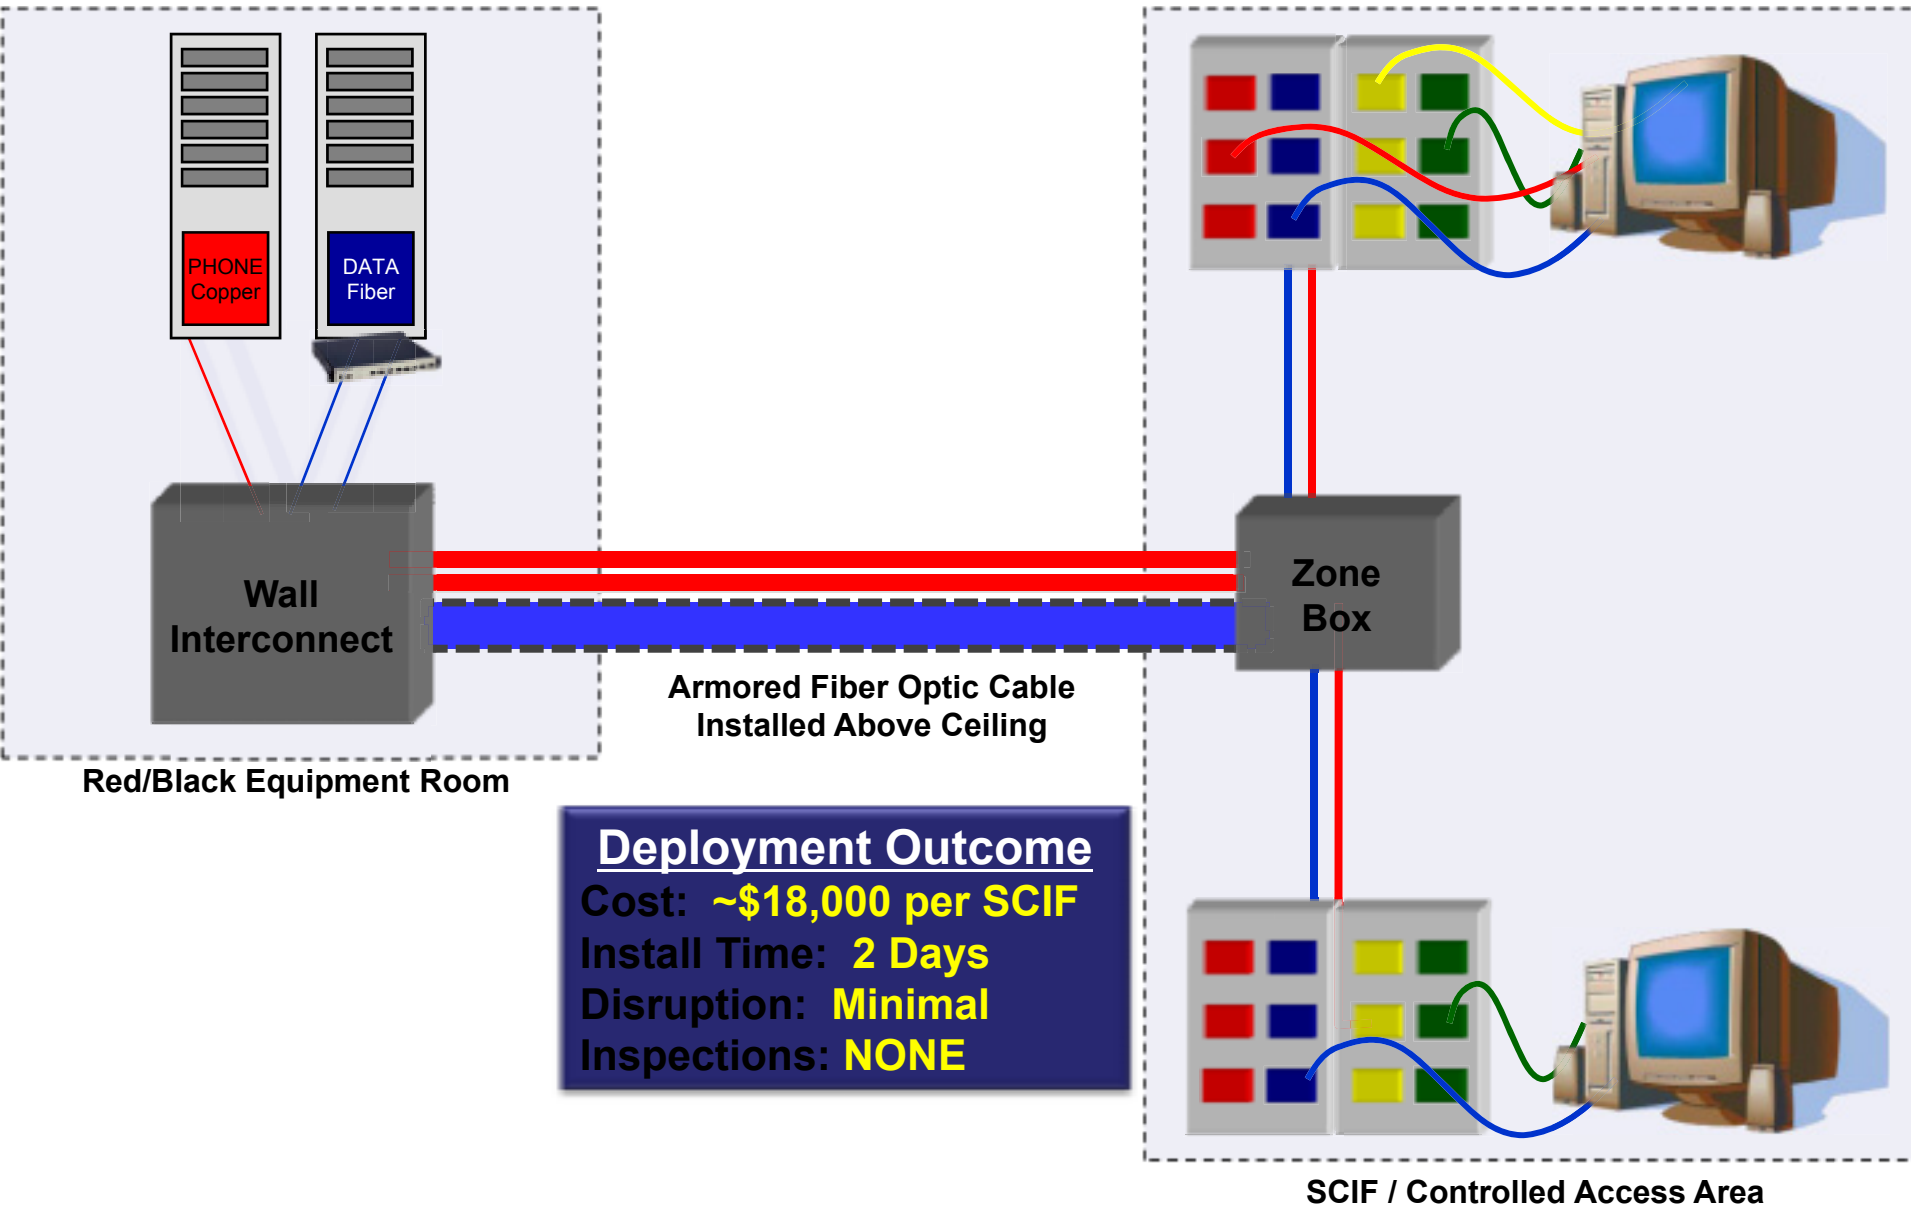 PHONE
Copper
DATA
Fiber
Wall
Interconnect
Zone
Box
Armored Fiber Optic Cable
Installed Above Ceiling
Red/Black Equipment Room
Deployment Outcome
Cost: ~$18,000 per SCIF
Install Time: 2 Days
Disruption: Minimal
Inspections: NONE
SCIF / Controlled Access Area